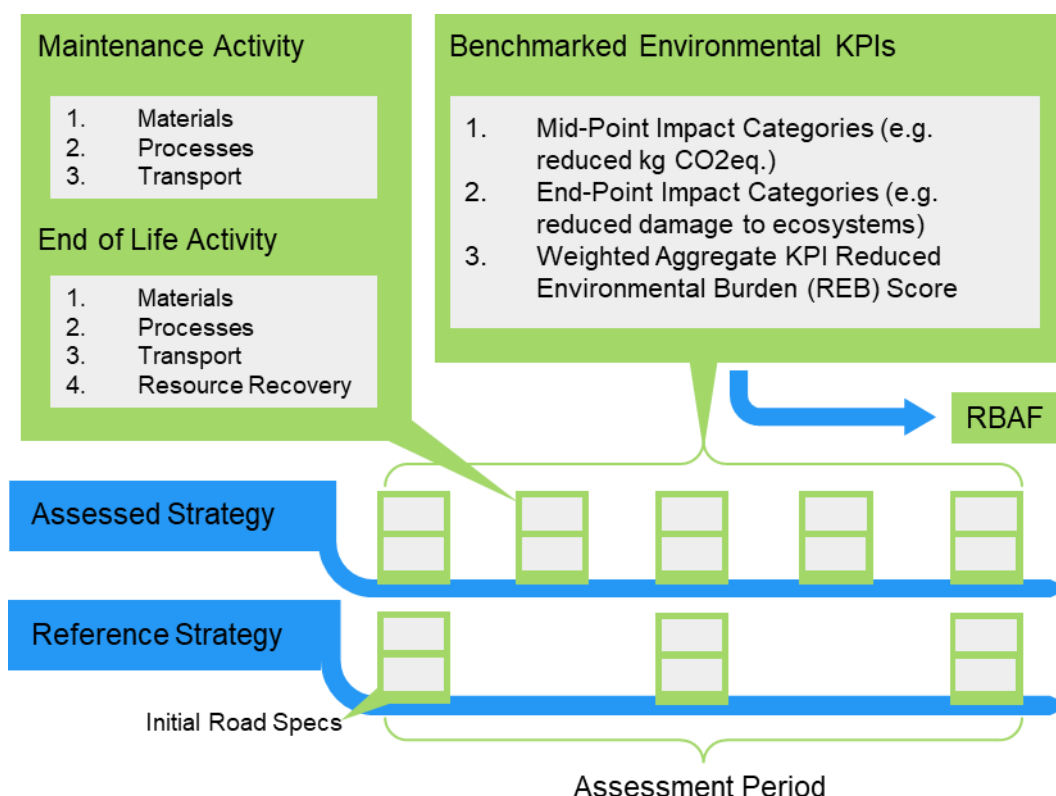 Maintenance Activity
1. Materials
2. Processes
3. Transport
End of Life Activity
1. Materials
2. Processes
3. Transport
4. Resource Recovery
Benchmarked Environmental KPIs
1. Mid-Point Impact Categories (e.g.
reduced kg CO2eq.)
2. End-Point Impact Categories (e.g.
reduced damage to ecosystems)
3. Weighted Aggregate KPI Reduced
Environmental Burden (REB) Score
RBAF
Assessed Strategy
Reference Strategy
Initial Road Specs
Assessment Period